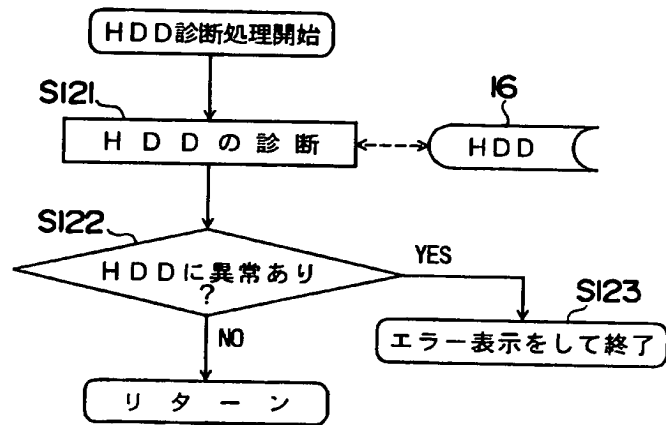 HDD診断処理開始
S121
HDDの診断
16
HDD
S122
HDDに異常あり
?
YES
S123
エラー表示をして終了
NO
リターン